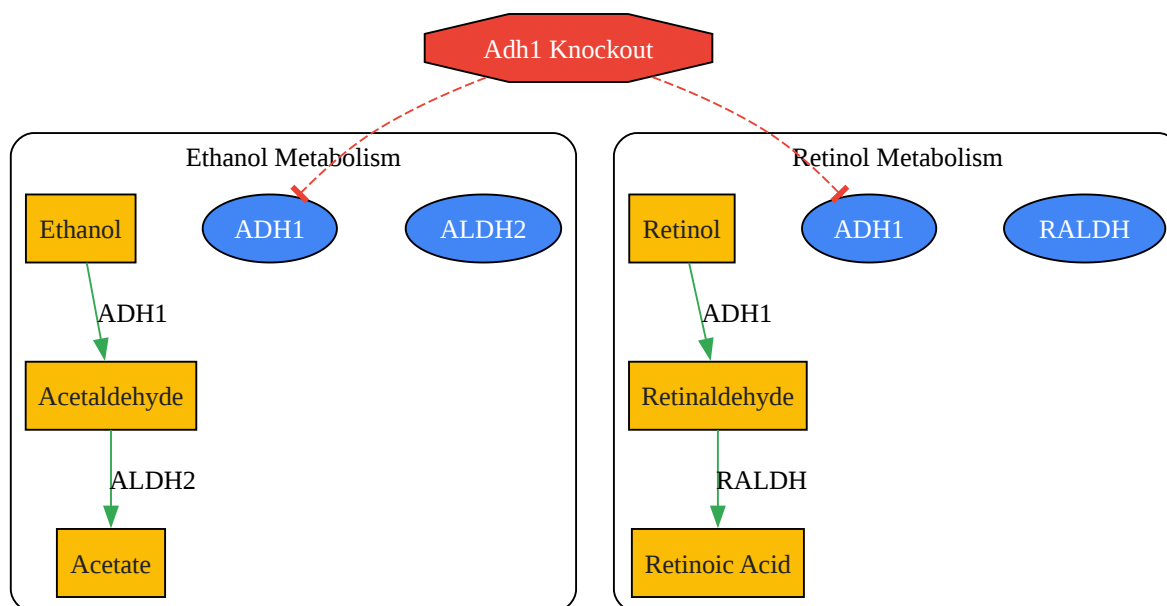 Adh1 Knockout
Ethanol Metabolism
Ethanol
ADH1
ALDH2
ADH1
Acetaldehyde
ALDH2
Acetate
Retinol Metabolism
Retinol
ADH1
RALDH
ADH1
Retinaldehyde
RALDH
Retinoic Acid